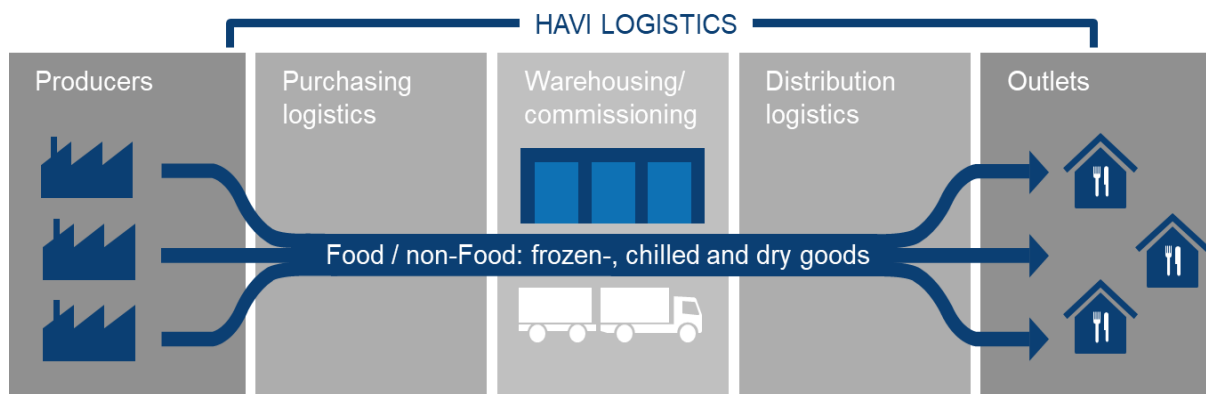 HAVI LOGISTICS
Producers
Purchasing
logistics
Warehousing/
commissioning
Distribution
logistics
Outlets
Food / non-Food: frozen-, chilled and dry goods